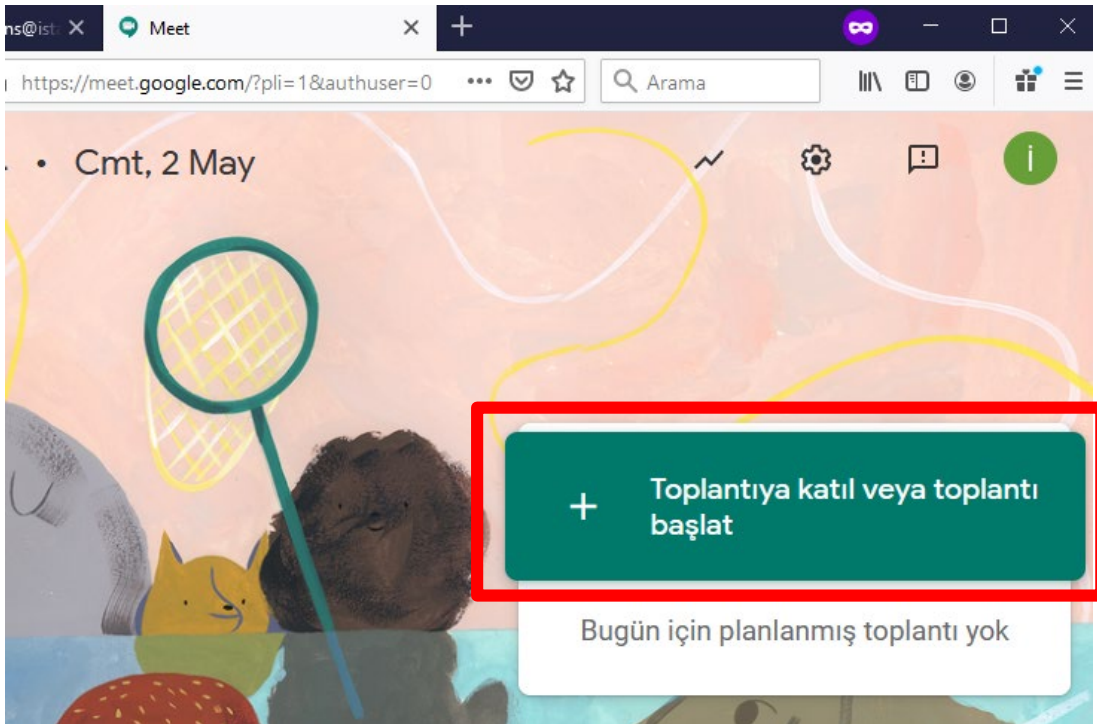 ns@ist
Meet
https://meet.google.com/?pli=1&authuser=0
Arama
• Cmt, 2 May
i
+ Toplantıya katıl veya toplantı
başlat
Bugün için planlanmış toplantı yok